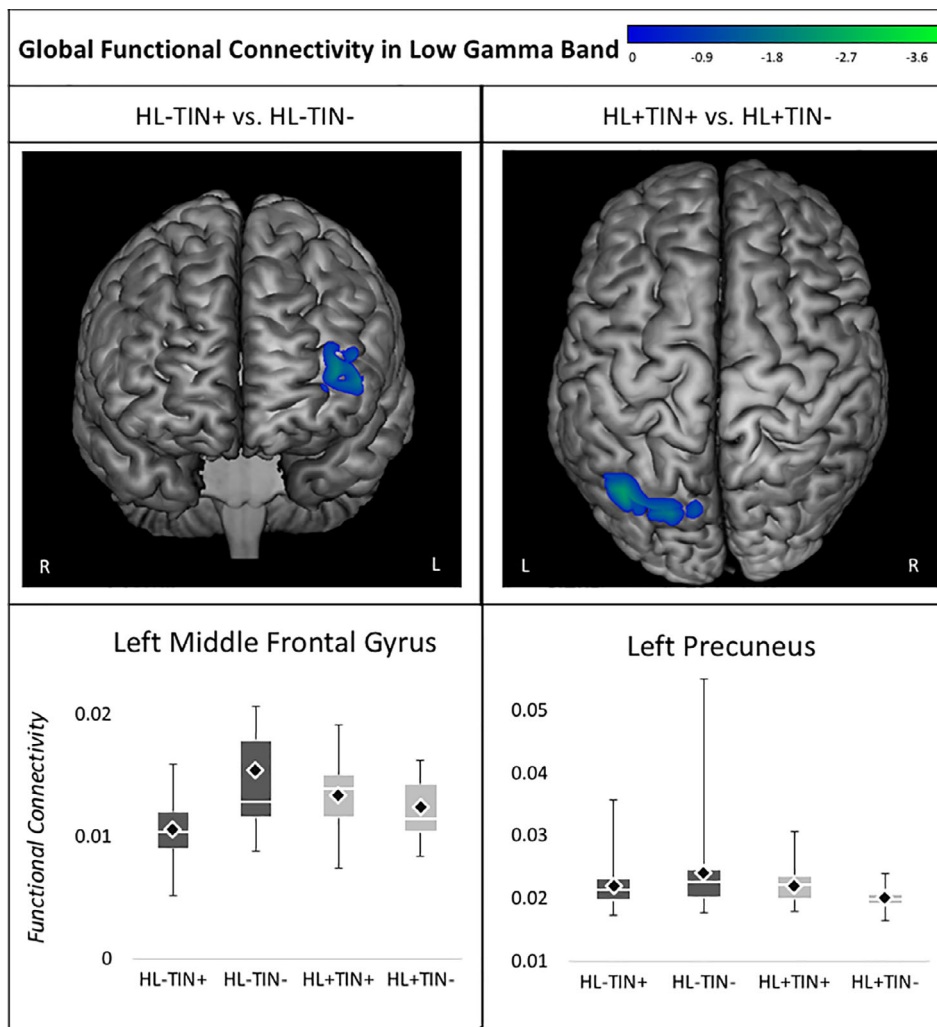 Global Functional Connectivity in Low Gamma Band
0 -0.9 -1.8 -2.7 -3.6
HL-TIN+ vs. HL-TIN-
HL+TIN+ vs. HL+TIN-
R L
L R
Left Middle Frontal Gyrus
Functional Connectivity
0.02
0.01
0
HL-TIN+ HL-TIN- HL+TIN+ HL+TIN-
Left Precuneus
0.05
0.04
0.03
0.02
0.01
HL-TIN+ HL-TIN- HL+TIN+ HL+TIN-